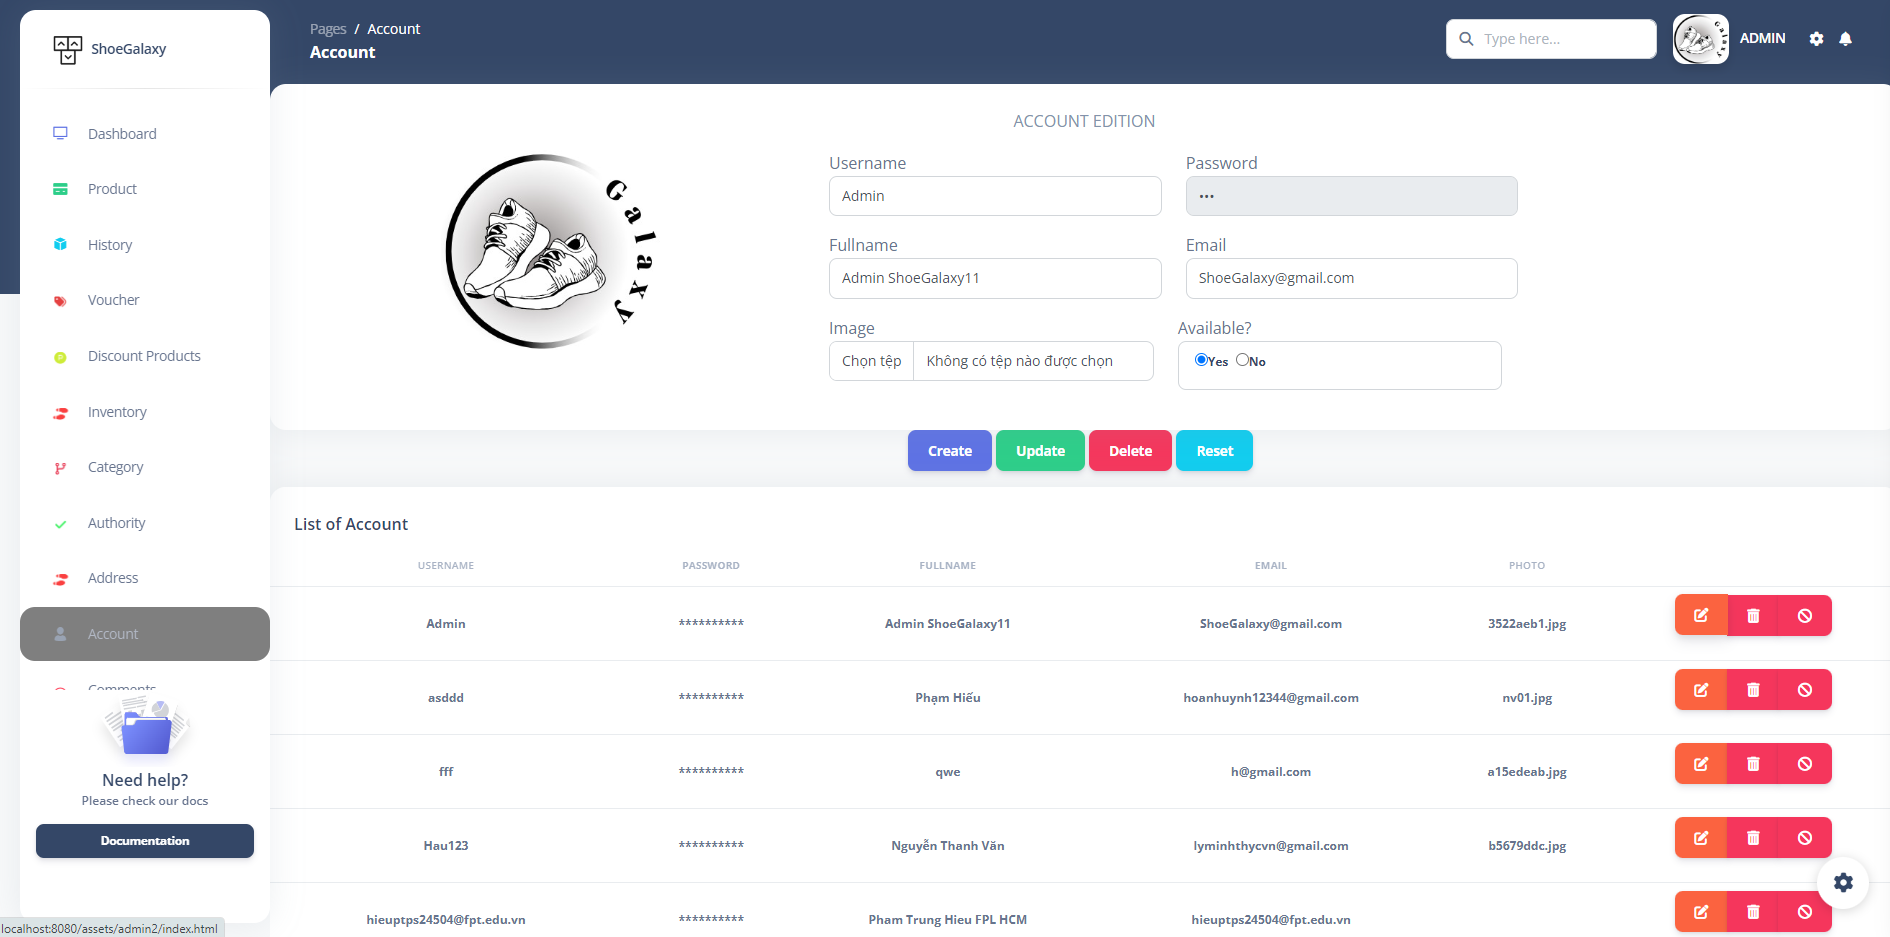 ShoeGalaxy
Pages / Account
Account
Type here...
ADMIN
Dashboard
Product
History
Voucher
Discount Products
Inventory
Category
Authority
Address
Account
Comments
Need help?
Please check our docs
Documentation
localhost:8080/assets/admin2/index.html
Galaxy
ACCOUNT EDITION
Username Password
Admin •••
Fullname Email
Admin ShoeGalaxy11 ShoeGalaxy@gmail.com
Image Available?
Chọn tệp Không có tệp nào được chọn Yes No
Create Update Delete Reset
List of Account
USERNAME PASSWORD FULLNAME EMAIL PHOTO
Admin ********** Admin ShoeGalaxy11 ShoeGalaxy@gmail.com 3522aeb1.jpg
asddd ********** Phạm Hiếu hoanhuynh12344@gmail.com nv01.jpg
fff ********** qwe h@gmail.com a15edeab.jpg
Hau123 ********** Nguyễn Thanh Văn lyminhthycvn@gmail.com b5679ddc.jpg
hieuptps24504@fpt.edu.vn ********** Pham Trung Hieu FPL HCM hieuptps24504@fpt.edu.vn